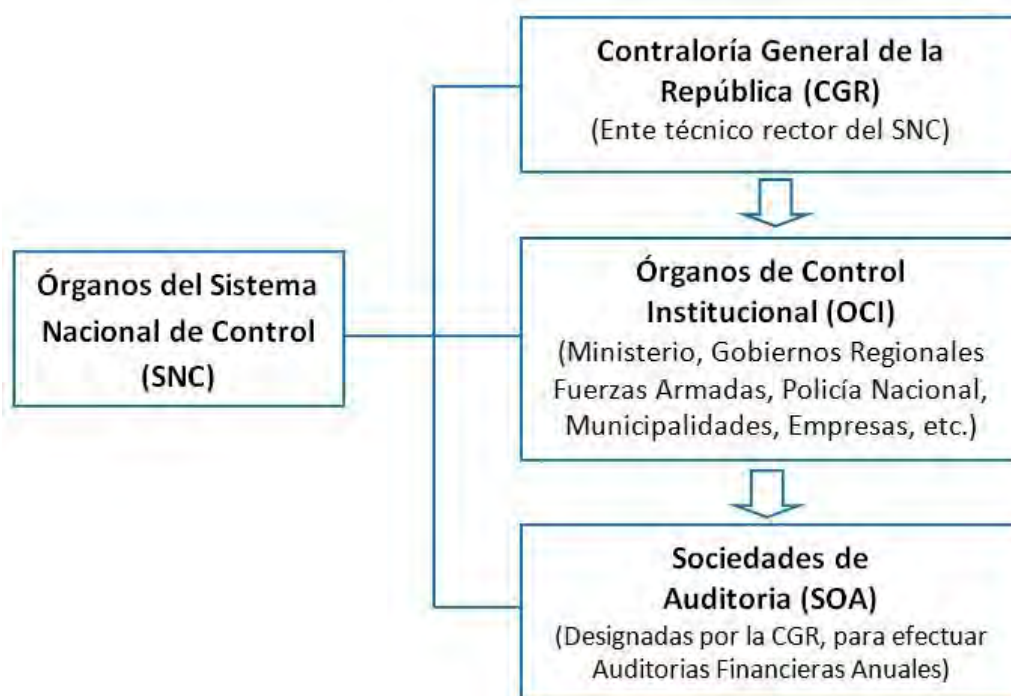 Contraloría General de la
República (CGR)
(Ente técnico rector del SNC)
Órganos del Sistema
Nacional de Control
(SNC)
Órganos de Control
Institucional (OCI)
(Ministerio, Gobiernos Regionales
Fuerzas Armadas, Policía Nacional,
Municipalidades, Empresas, etc.)
Sociedades de
Auditoria (SOA)
(Designadas por la CGR, para efectuar
Auditorias Financieras Anuales)